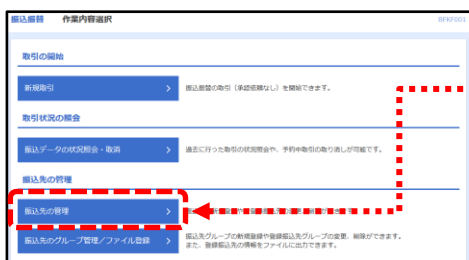 振込振替 作業内容選択 BFKF001
取引の開始
新規取引 振込振替の取引（承認依頼なし）を開始できます。
取引状況の照会
振込データの状況照会・取消 過去に行った取引の状況照会や、予約中取引の取り消しが可能です。
振込先の管理
振込先の管理
振込先のグループ管理／ファイル登録 振込先グループの新規登録や登録振込先グループの変更、削除ができます。
また、登録振込先の情報をファイルに出力できます。